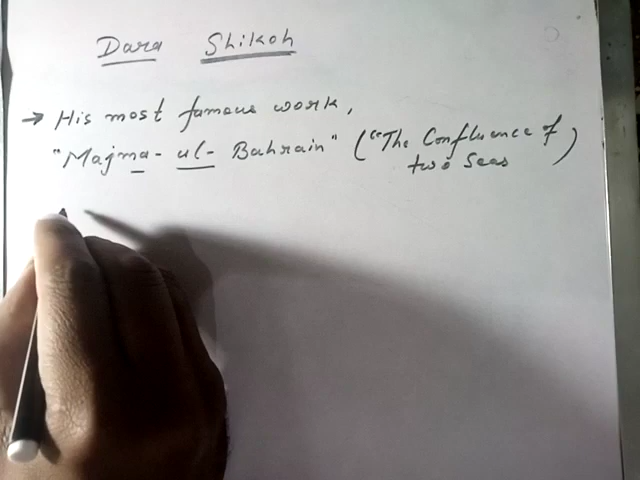 Dara Shikoh
→ His most famous work,
"Majma-ul-Bahrain" ("The Confluence of
two Seas)